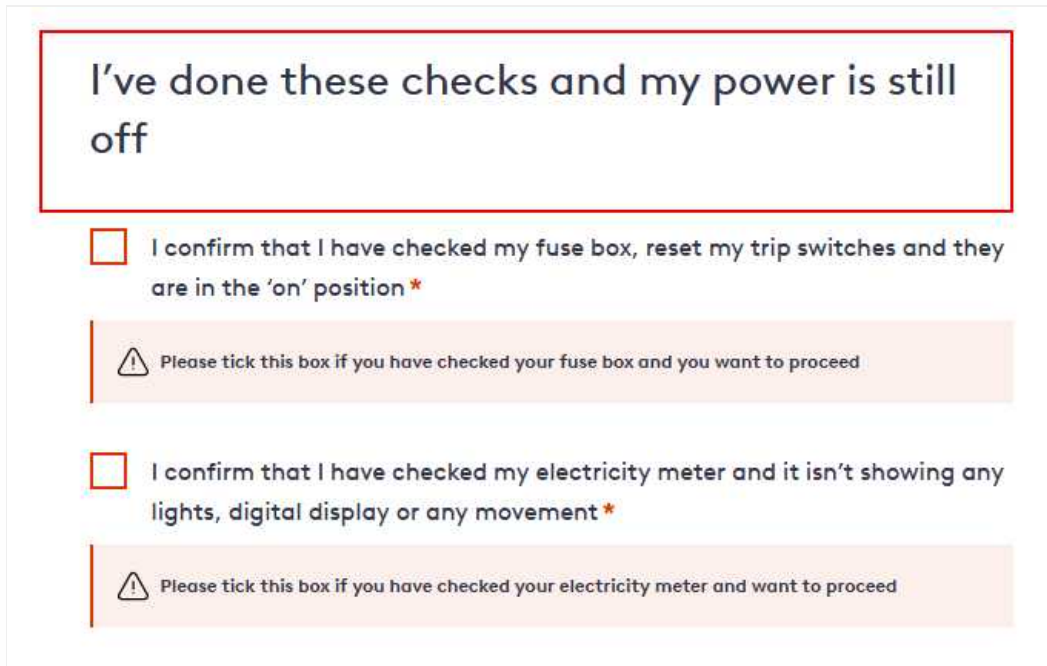 I’ve done these checks and my power is still
off
I confirm that I have checked my fuse box, reset my trip switches and they
are in the ‘on’ position *
Please tick this box if you have checked your fuse box and you want to proceed
I confirm that I have checked my electricity meter and it isn’t showing any
lights, digital display or any movement *
Please tick this box if you have checked your electricity meter and want to proceed